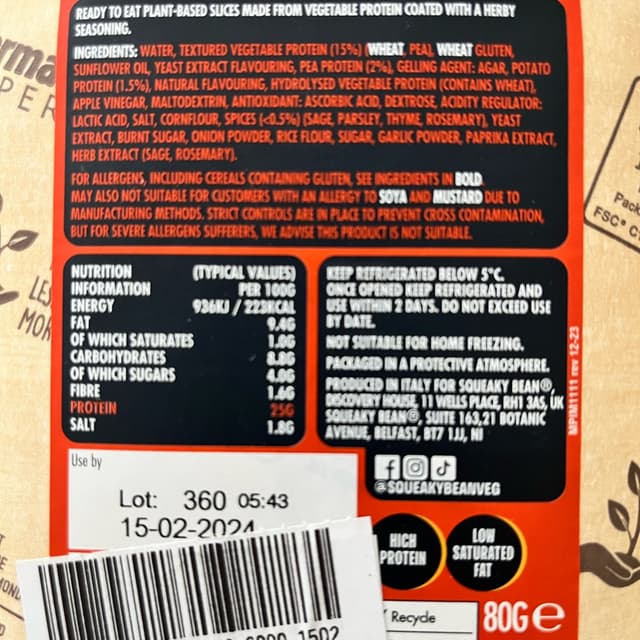 READY TO EAT PLANT-BASED SLICES MADE FROM VEGETABLE PROTEIN COATED WITH A HERBY
SEASONING.
INGREDIENTS: WATER, TEXTURED VEGETABLE PROTEIN (15%) (WHEAT, PEA), WHEAT GLUTEN,
SUNFLOWER OIL, YEAST EXTRACT FLAVOURING, PEA PROTEIN (2%), GELLING AGENT: AGAR, POTATO
PROTEIN (1.5%), NATURAL FLAVOURING, HYDROLYSED VEGETABLE PROTEIN (CONTAINS WHEAT),
APPLE VINEGAR, MALTODEXTRIN, ANTIOXIDANT: ASCORBIC ACID, DEXTROSE, ACIDITY REGULATOR:
LACTIC ACID, SALT, CORNFLOUR, SPICES (<0.5%) (SAGE, PARSLEY, THYME, ROSEMARY), YEAST
EXTRACT, BURNT SUGAR, ONION POWDER, RICE FLOUR, SUGAR, GARLIC POWDER, PAPRIKA EXTRACT,
HERB EXTRACT (SAGE, ROSEMARY).
FOR ALLERGENS, INCLUDING CEREALS CONTAINING GLUTEN, SEE INGREDIENTS IN BOLD.
MAY ALSO NOT SUITABLE FOR CUSTOMERS WITH AN ALLERGY TO SOYA AND MUSTARD DUE TO
MANUFACTURING METHODS, STRICT CONTROLS ARE IN PLACE TO PREVENT CROSS CONTAMINATION,
BUT FOR SEVERE ALLERGENS SUFFERERS, WE ADVISE THIS PRODUCT IS NOT SUITABLE.
NUTRITION (TYPICAL VALUES)
INFORMATION PER 100G
ENERGY 936KJ / 223KCAL
FAT 9.4G
OF WHICH SATURATES 1.0G
CARBOHYDRATES 8.8G
OF WHICH SUGARS 4.0G
FIBRE 1.4G
PROTEIN 25G
SALT 1.8G
KEEP REFRIGERATED BELOW 5°C.
ONCE OPENED KEEP REFRIGERATED AND
USE WITHIN 2 DAYS. DO NOT EXCEED USE
BY DATE.
NOT SUITABLE FOR HOME FREEZING.
PACKAGED IN A PROTECTIVE ATMOSPHERE.
PRODUCED IN ITALY FOR SQUEAKY BEAN®,
DISCOVERY HOUSE, 11 WELLS PLACE, RH1 3AS, UK
SQUEAKY BEAN®, SUITE 163,21 BOTANIC
AVENUE, BELFAST, BT7 1JJ, NI
MPIM1111 rev 12-23
@SQUEAKYBEANVEG
Use by
Lot: 360 05:43
15-02-2024
HIGH
PROTEIN
LOW
SATURATED
FAT
Recycle
80G e
FSC®